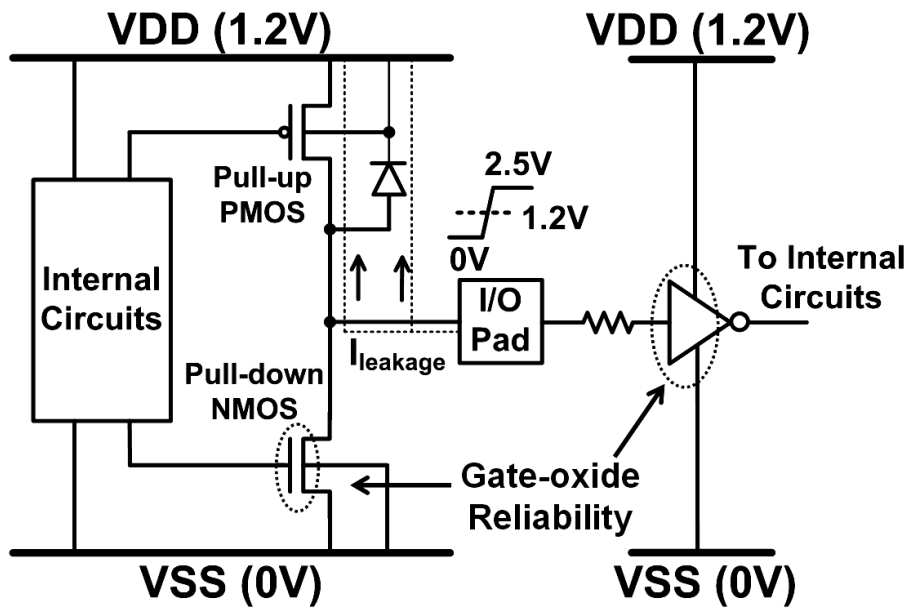 VDD (1.2V)
VDD (1.2V)
Pull-up
PMOS
2.5V
1.2V
0V
Internal
Circuits
I/O
Pad
To Internal
Circuits
Ileakage
Pull-down
NMOS
Gate-oxide
Reliability
VSS (0V)
VSS (0V)